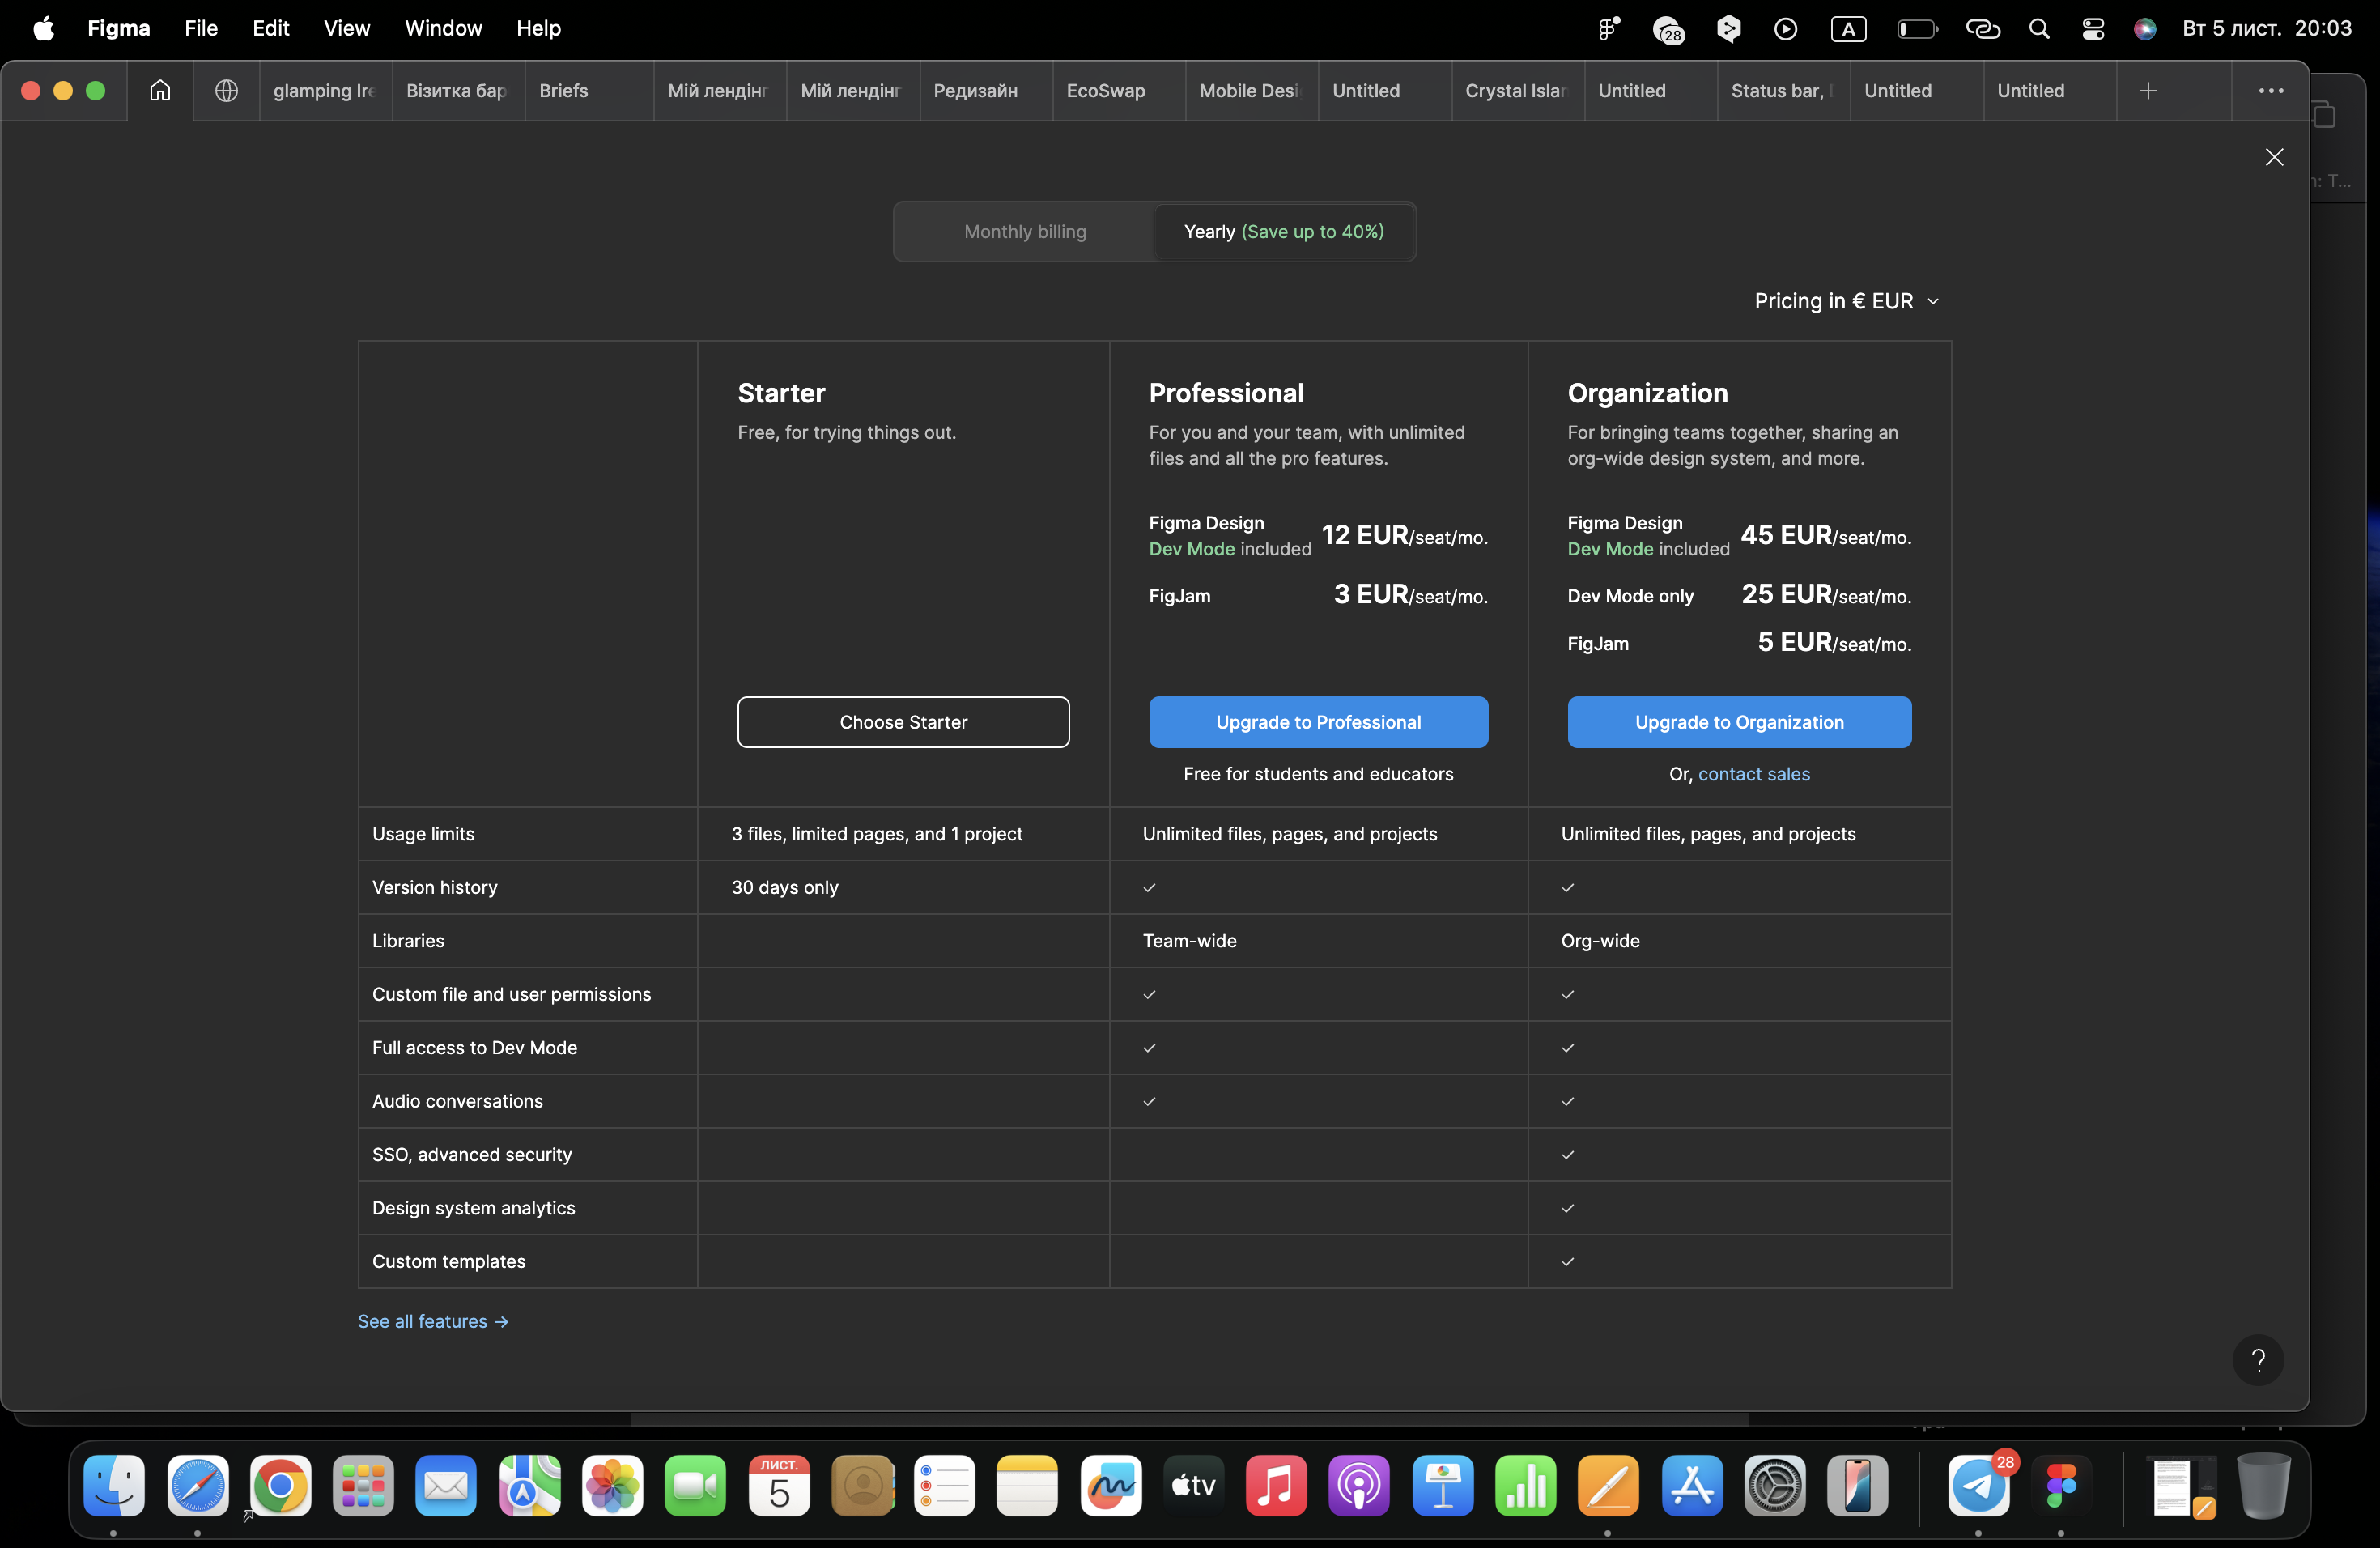 Figma File Edit View Window Help
28 A Вт 5 лист. 20:03
glamping Ire Візитка бар Briefs Мій лендінг Мій лендінг Редизайн EcoSwap Mobile Desi Untitled Crystal Islan Untitled Status bar, Untitled Untitled
Monthly billing Yearly (Save up to 40%)
Pricing in € EUR
Starter
Free, for trying things out.
Choose Starter
Professional
For you and your team, with unlimited
files and all the pro features.
Figma Design
Dev Mode included 12 EUR/seat/mo.
FigJam 3 EUR/seat/mo.
Upgrade to Professional
Free for students and educators
Organization
For bringing teams together, sharing an
org-wide design system, and more.
Figma Design
Dev Mode included 45 EUR/seat/mo.
Dev Mode only 25 EUR/seat/mo.
FigJam 5 EUR/seat/mo.
Upgrade to Organization
Or, contact sales
Usage limits 3 files, limited pages, and 1 project Unlimited files, pages, and projects Unlimited files, pages, and projects
Version history 30 days only
Libraries Team-wide Org-wide
Custom file and user permissions
Full access to Dev Mode
Audio conversations
SSO, advanced security
Design system analytics
Custom templates
See all features →
?
ЛИСТ.
5
tv
28